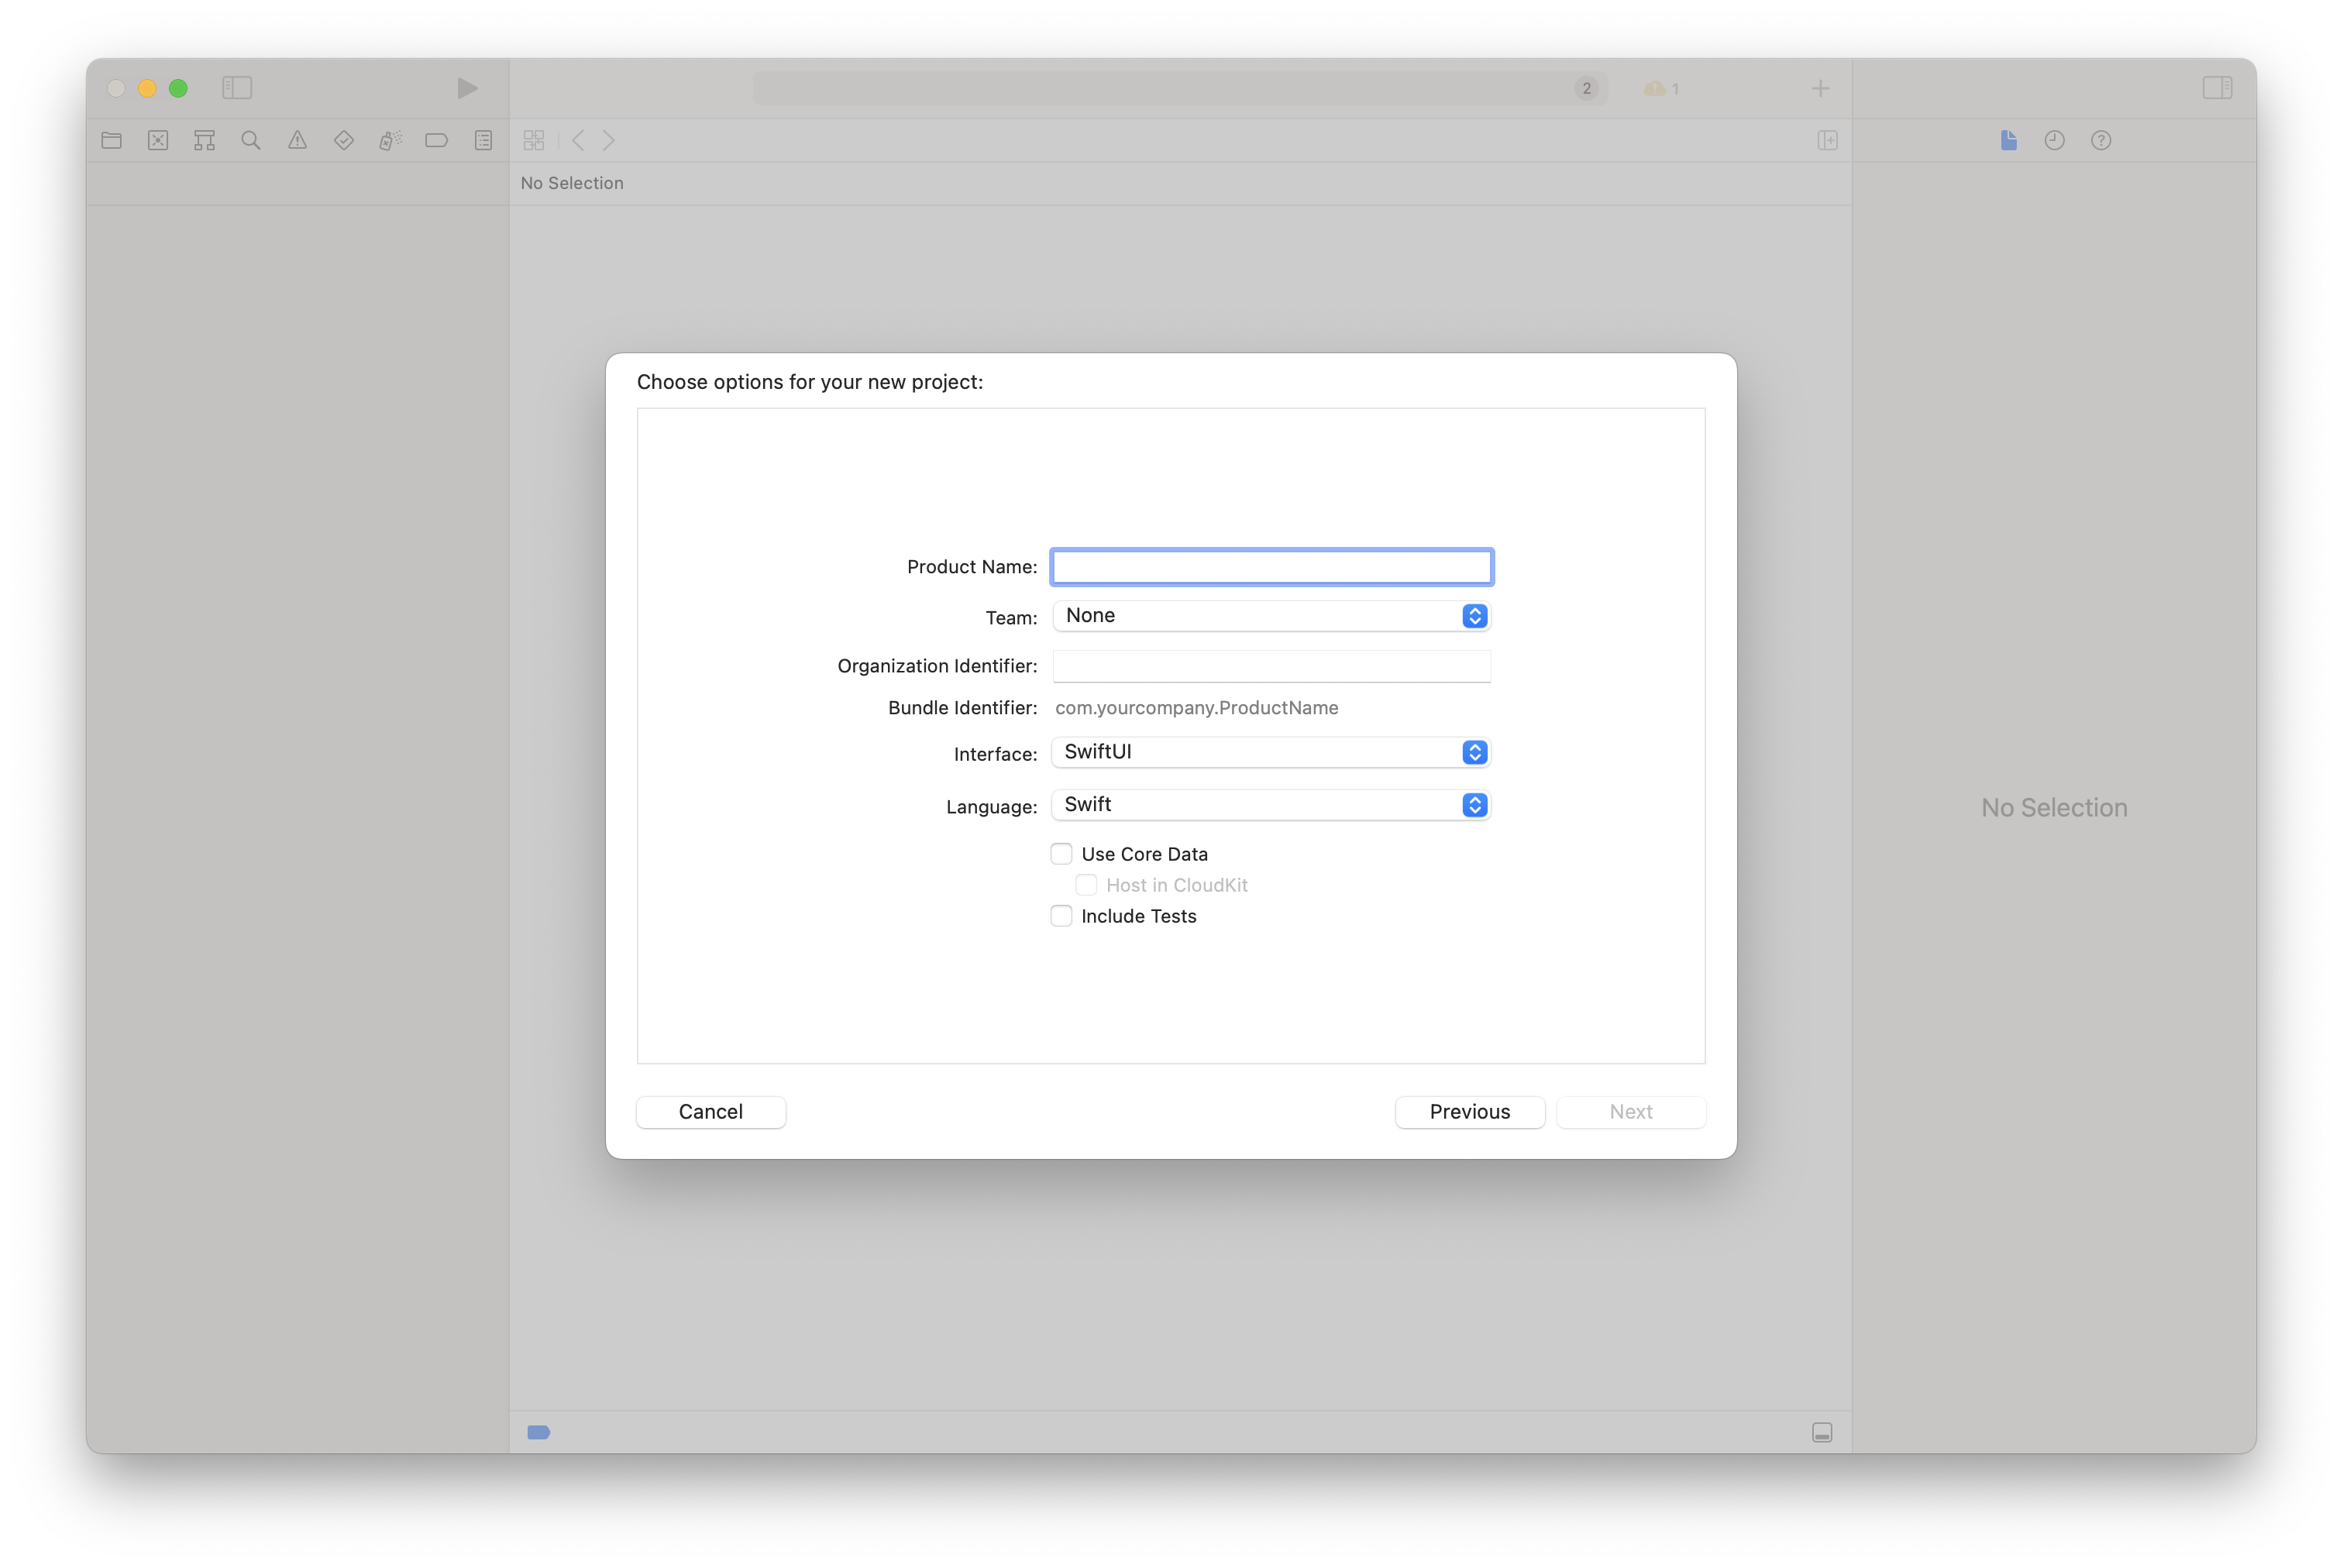 2
1
No Selection
Choose options for your new project:
Product Name:
Team: None
Organization Identifier:
Bundle Identifier: com.yourcompany.ProductName
Interface: SwiftUI
Language: Swift
Use Core Data
Host in CloudKit
Include Tests
Cancel Previous Next
No Selection